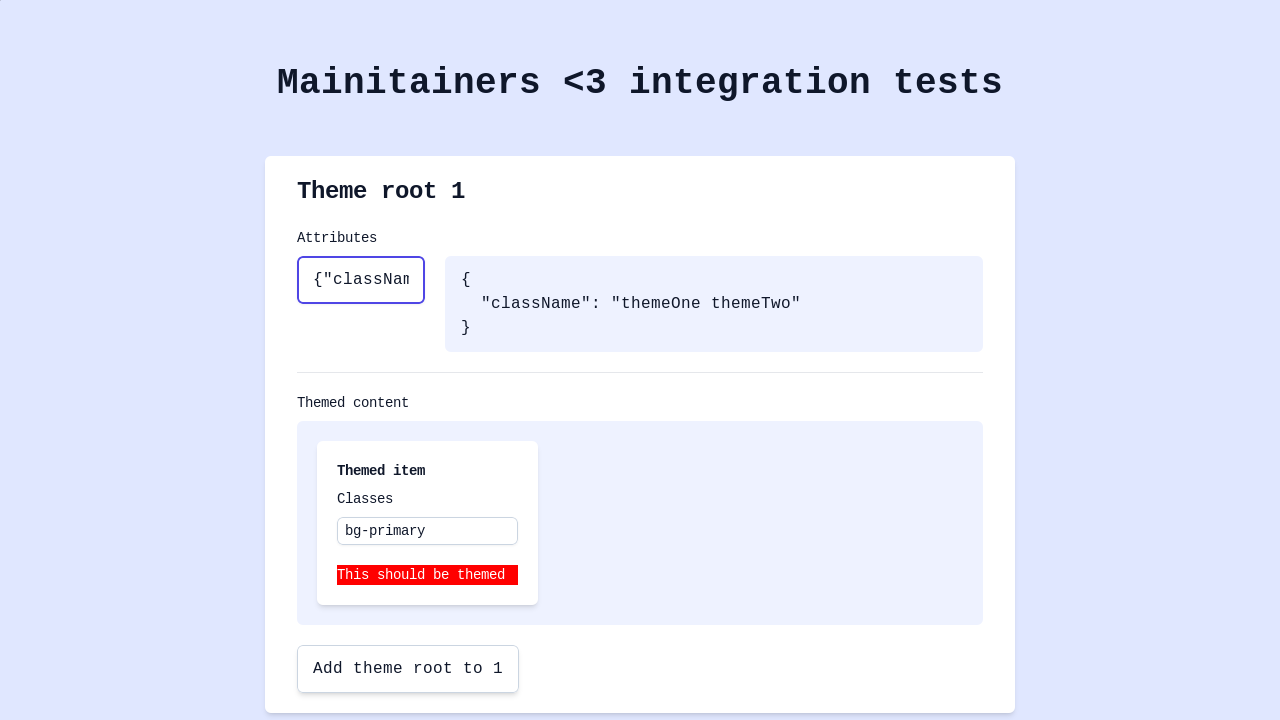 Mainitainers <3 integration tests
Theme root 1
Attributes
{"classNam
{
  "className": "themeOne themeTwo"
}
Themed content
Themed item
Classes
bg-primary
This should be themed
Add theme root to 1